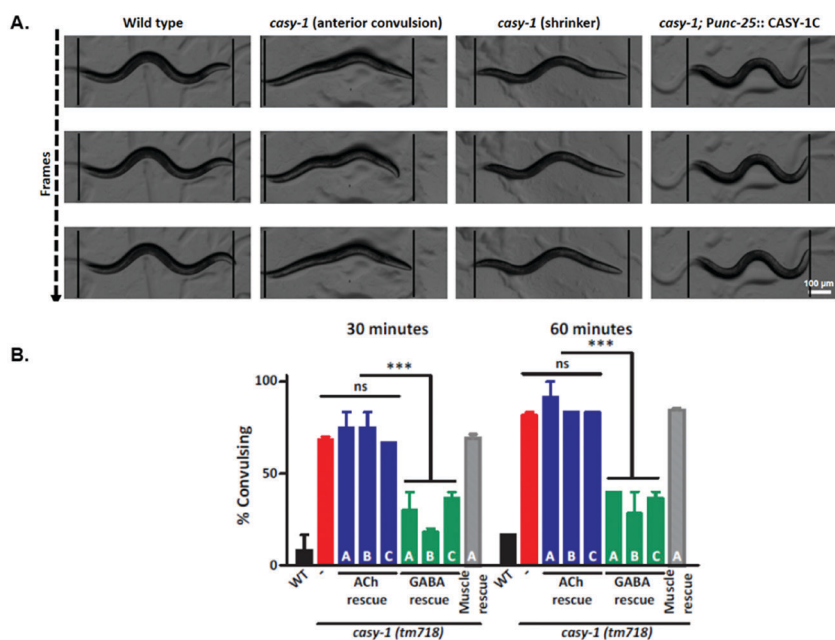 A.
Wild type
casy-1 (anterior convulsion)
casy-1 (shrinker)
casy-1; Punc-25:: CASY-1C
Frames
100 μm
B.
30 minutes
60 minutes
***
***
ns
ns
% Convulsing
100
50
0
A B C A B C A
A B C A B C A
WT - ACh rescue GABA rescue Muscle rescue
WT - ACh rescue GABA rescue Muscle rescue
casy-1 (tm718)
casy-1 (tm718)